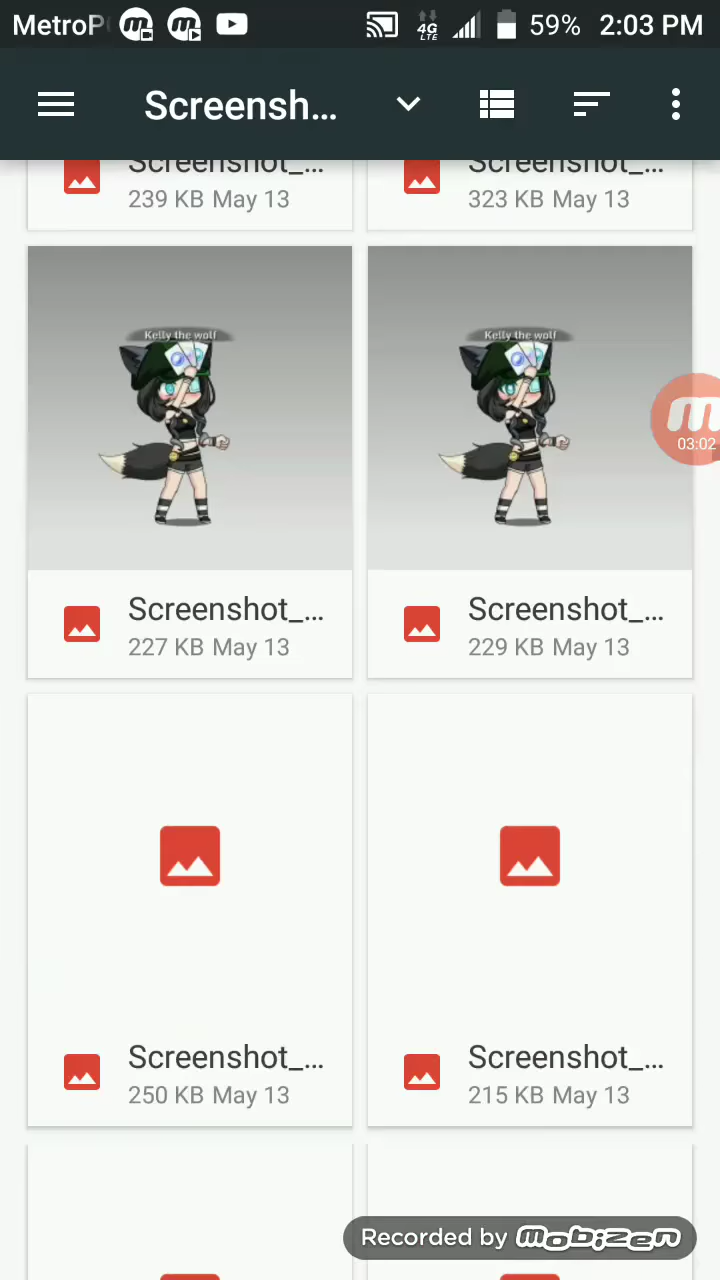 MetroP
4G LTE
59% 2:03 PM
Screensh...
Screenshot_...
239 KB May 13
Screenshot_...
323 KB May 13
Kelly the wolf
Screenshot_...
227 KB May 13
Kelly the wolf
Screenshot_...
229 KB May 13
03:02
Screenshot_...
250 KB May 13
Screenshot_...
215 KB May 13
Recorded by mobizen